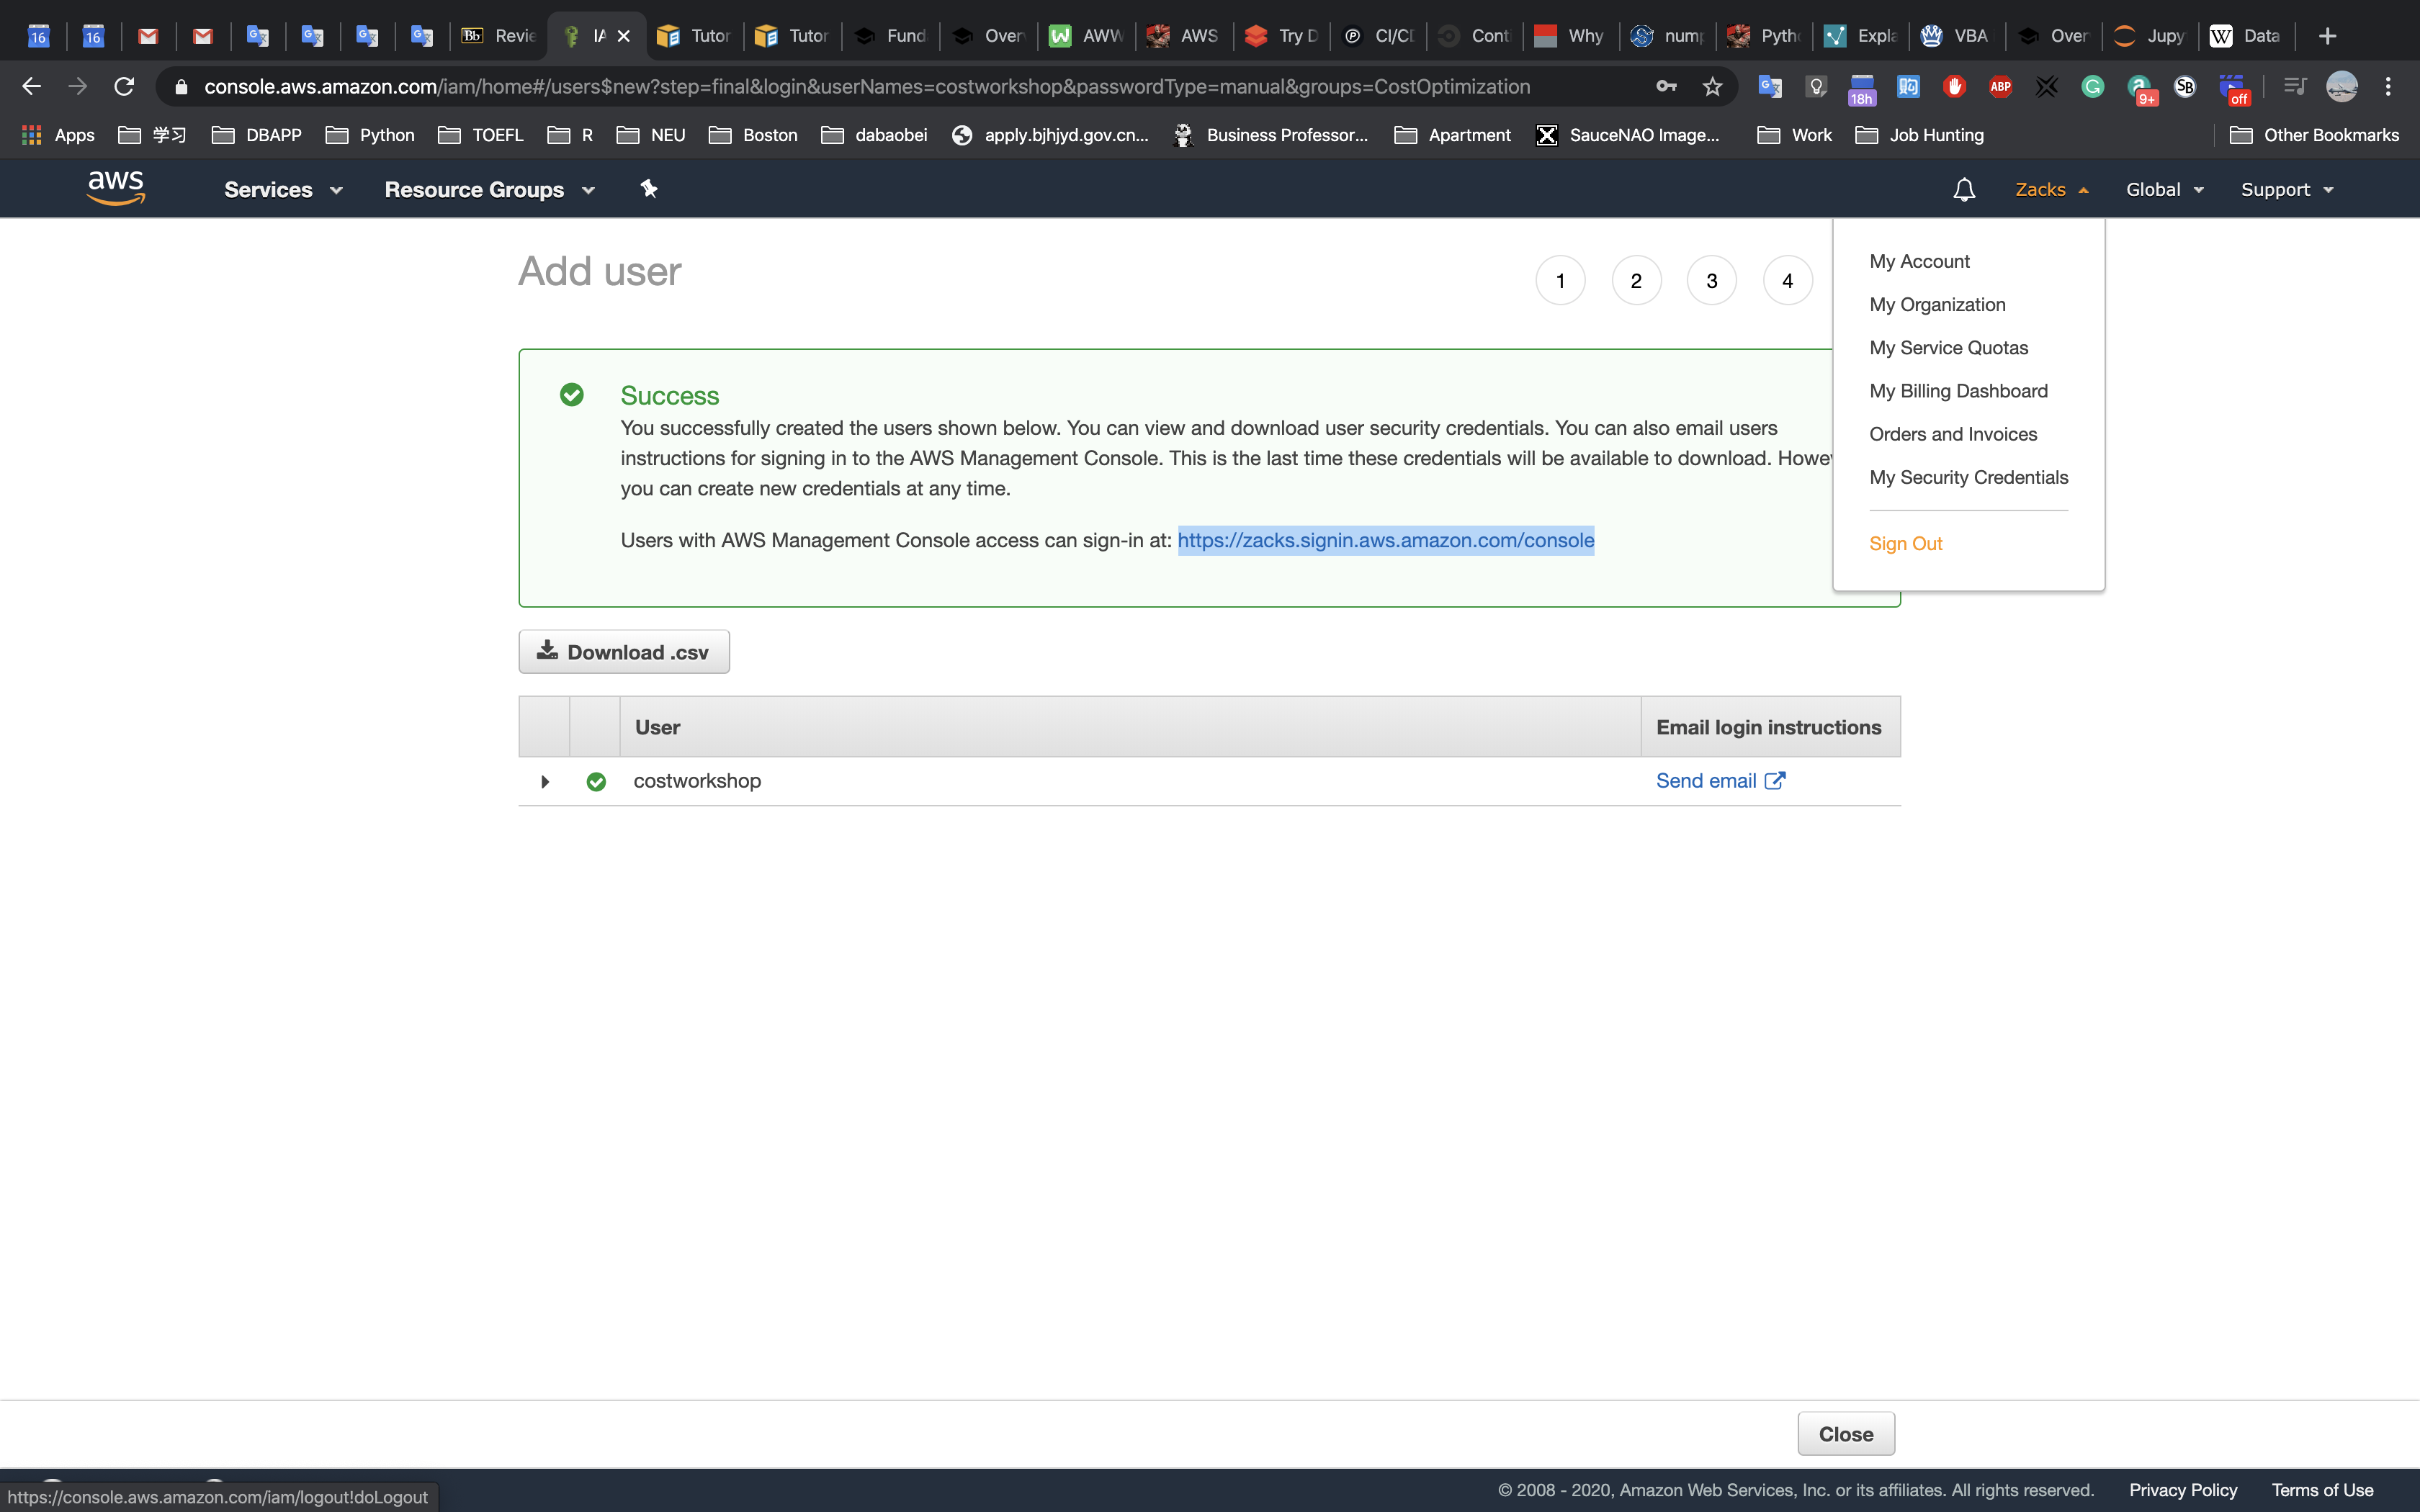 16
16
Bb Revie
IA
Tutor
Tutor
Fund
Over
AWW
AWS
Try D
CI/CD
Cont
Why
num
Pyth
Expla
VBA
Over
Jupy
W Data
console.aws.amazon.com/iam/home#/users$new?step=final&login&userNames=costworkshop&passwordType=manual&groups=CostOptimization
18h
ABP
9+
SB
off
Apps
学习
DBAPP
Python
TOEFL
R
NEU
Boston
dabaobei
apply.bjhjyd.gov.cn...
Business Professor...
Apartment
SauceNAO Image...
Work
Job Hunting
Other Bookmarks
aws
Services
Resource Groups
Zacks
Global
Support
Add user
1
2
3
4
My Account
My Organization
My Service Quotas
My Billing Dashboard
Orders and Invoices
My Security Credentials
Sign Out
Success
You successfully created the users shown below. You can view and download user security credentials. You can also email users
instructions for signing in to the AWS Management Console. This is the last time these credentials will be available to download. Howev
you can create new credentials at any time.
Users with AWS Management Console access can sign-in at: https://zacks.signin.aws.amazon.com/console
Download .csv
User
Email login instructions
costworkshop
Send email
Close
https://console.aws.amazon.com/iam/logout!doLogout
© 2008 - 2020, Amazon Web Services, Inc. or its affiliates. All rights reserved.
Privacy Policy
Terms of Use